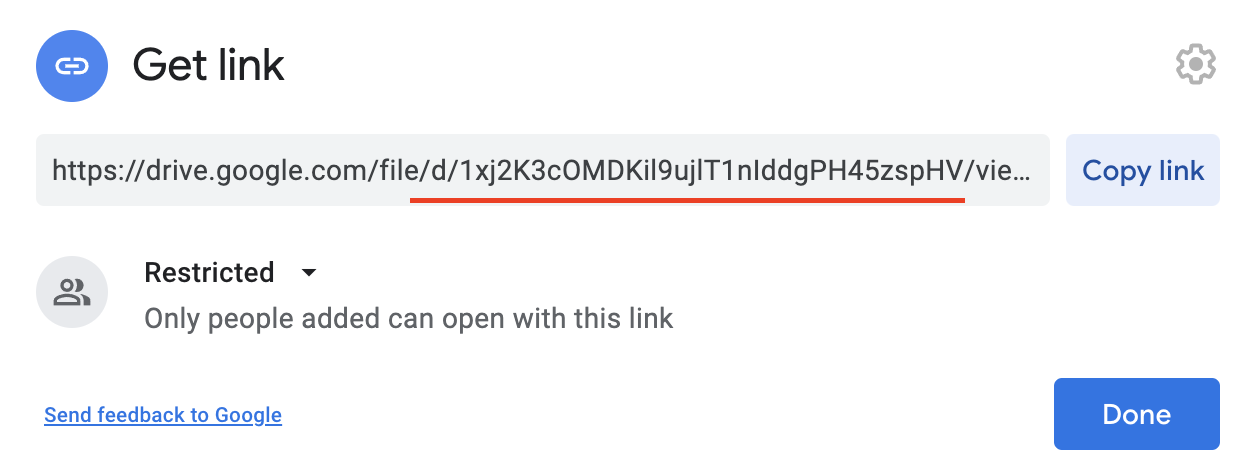 Get link
https://drive.google.com/file/d/1xj2K3cOMDKil9ujlT1nIddgPH45zspHV/vie...
Copy link
Restricted
Only people added can open with this link
Send feedback to Google
Done